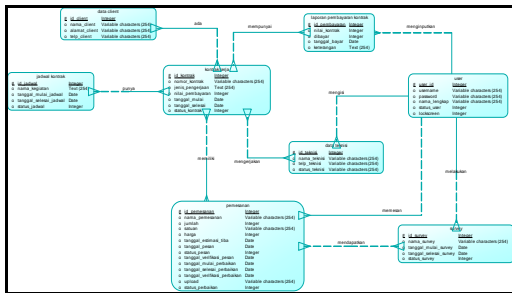 data client
# id_client Integer
o nama_client Variable characters (254)
o alamat_client Variable characters (254)
o telp_client Variable characters (254)
ada
mempunyai
laporan pembayaran kontrak
# id_pembayaran Integer
o nilai_kontrak Integer
o dibayar Integer
o tanggal_bayar Date
o keterangan Text (254)
menginputkan
jadwal kontrak
# id_jadwal Integer
o nama_kegiatan Text (254)
o tanggal_mulai_jadwal Date
o tanggal_selesai_jadwal Date
o status_jadwal Integer
punya
# id_kontrak Integer
o nomor_kontrak Variable characters (254)
o jenis_pengerjaan Text (254)
o nilai_pembayaran Integer
o tanggal_mulai Date
o tanggal_selesai Date
o status_kontrak Integer
user
# user_id Integer
o username Variable characters (254)
o password Variable characters (254)
o nama_lengkap Variable characters (254)
o status_user Integer
o lockscreen Integer
mengisi
memiliki
mengerjakan
data teknisi
# id_teknisi Integer
o nama_teknisi Variable characters (254)
o telp_teknisi Variable characters (254)
o status_teknisi Variable characters (254)
melakukan
pemesanan
# id_pemesanan Integer
o nama_pemesanan Variable characters (254)
o jumlah Integer
o satuan Variable characters (254)
o harga Integer
o tanggal_estimasi_tiba Date
o tanggal_pesan Date
o status_pesan Integer
o tanggal_verifikasi_pesan Date
o tanggal_mulai_perbaikan Date
o tanggal_selesai_perbaikan Date
o tanggal_verifikasi_perbaikan Date
o upload Variable characters (254)
o status_perbaikan Integer
memesan
mendapatkan
survey
# id_survey Integer
o nama_survey Variable characters (254)
o tanggal_mulai_survey Date
o tanggal_selesai_survey Date
o status_survey Integer